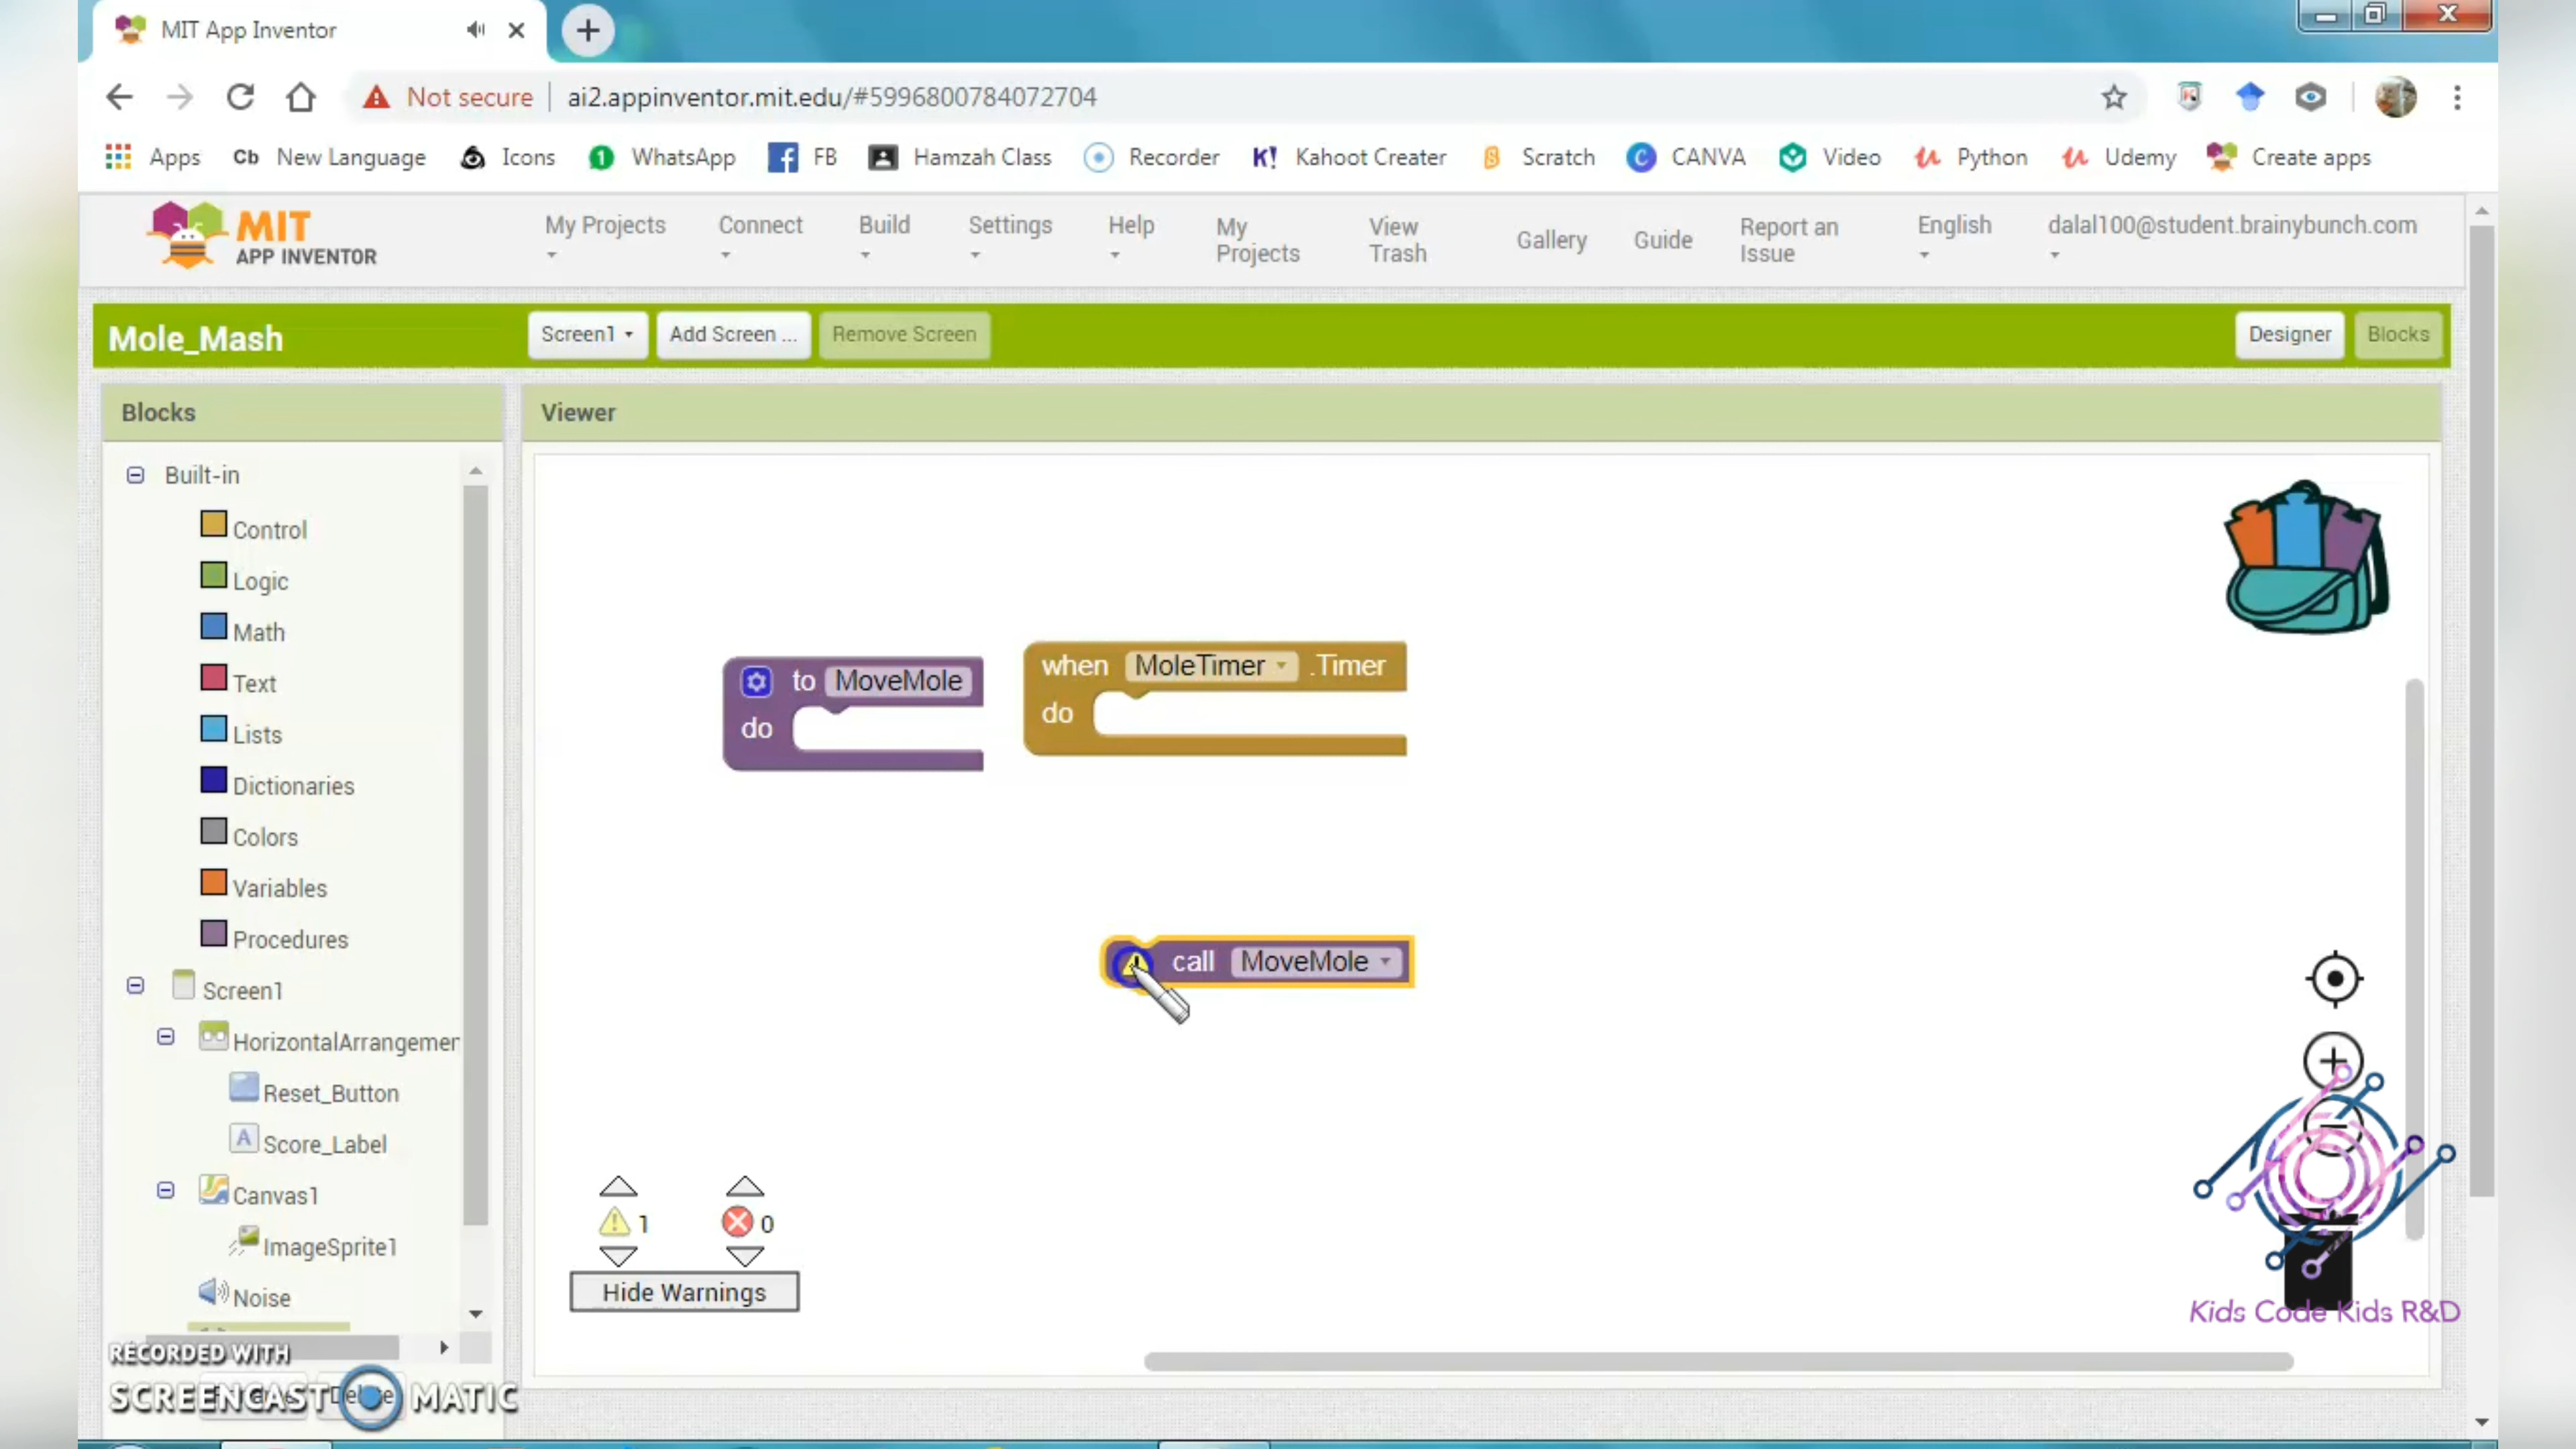 MIT App Inventor
Not secure
ai2.appinventor.mit.edu/#5996800784072704
Apps
Cb New Language
Icons
WhatsApp
FB
Hamzah Class
Recorder
K! Kahoot Creater
Scratch
CANVA
Video
Python
Udemy
Create apps
MIT
APP INVENTOR
My Projects
Connect
Build
Settings
Help
My
Projects
View
Trash
Gallery
Guide
Report an
Issue
English
dalal100@student.brainybunch.com
Mole_Mash
Screen1
Add Screen ...
Remove Screen
Designer
Blocks
Blocks
Viewer
Built-in
Control
Logic
Math
Text
Lists
Dictionaries
Colors
Variables
Procedures
Screen1
HorizontalArrangemen
Reset_Button
A Score_Label
Canvas1
ImageSprite1
Noise
to MoveMole
do
when MoleTimer .Timer
do
call MoveMole
1
0
Hide Warnings
Kids Code Kids R&D
RECORDED WITH
SCREENCAST MATIC